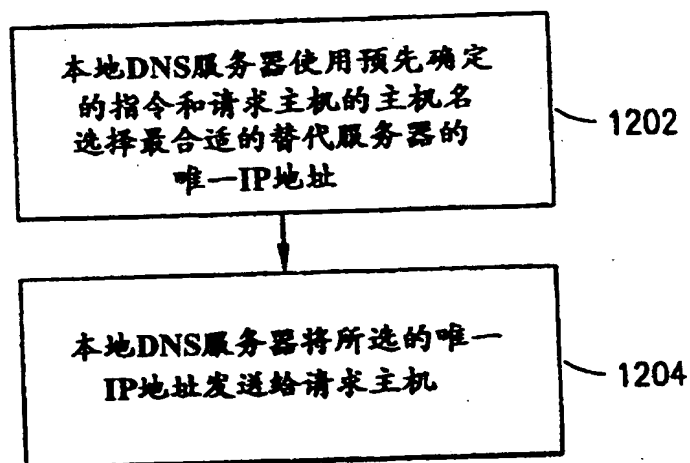 本地DNS服务器使用预先确定
的指令和请求主机的主机名
选择最合适的替代服务器的
唯一IP地址
1202
本地DNS服务器将所选的唯一
IP地址发送给请求主机
1204